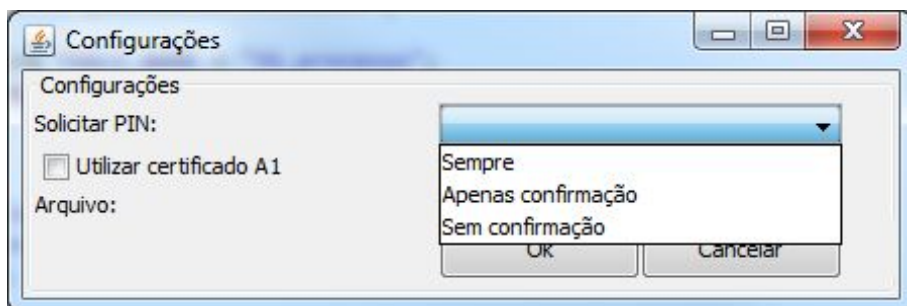 Configurações
Configurações
Solicitar PIN:
Utilizar certificado A1
Arquivo:
Sempre
Apenas confirmação
Sem confirmação
Ok
Cancelar